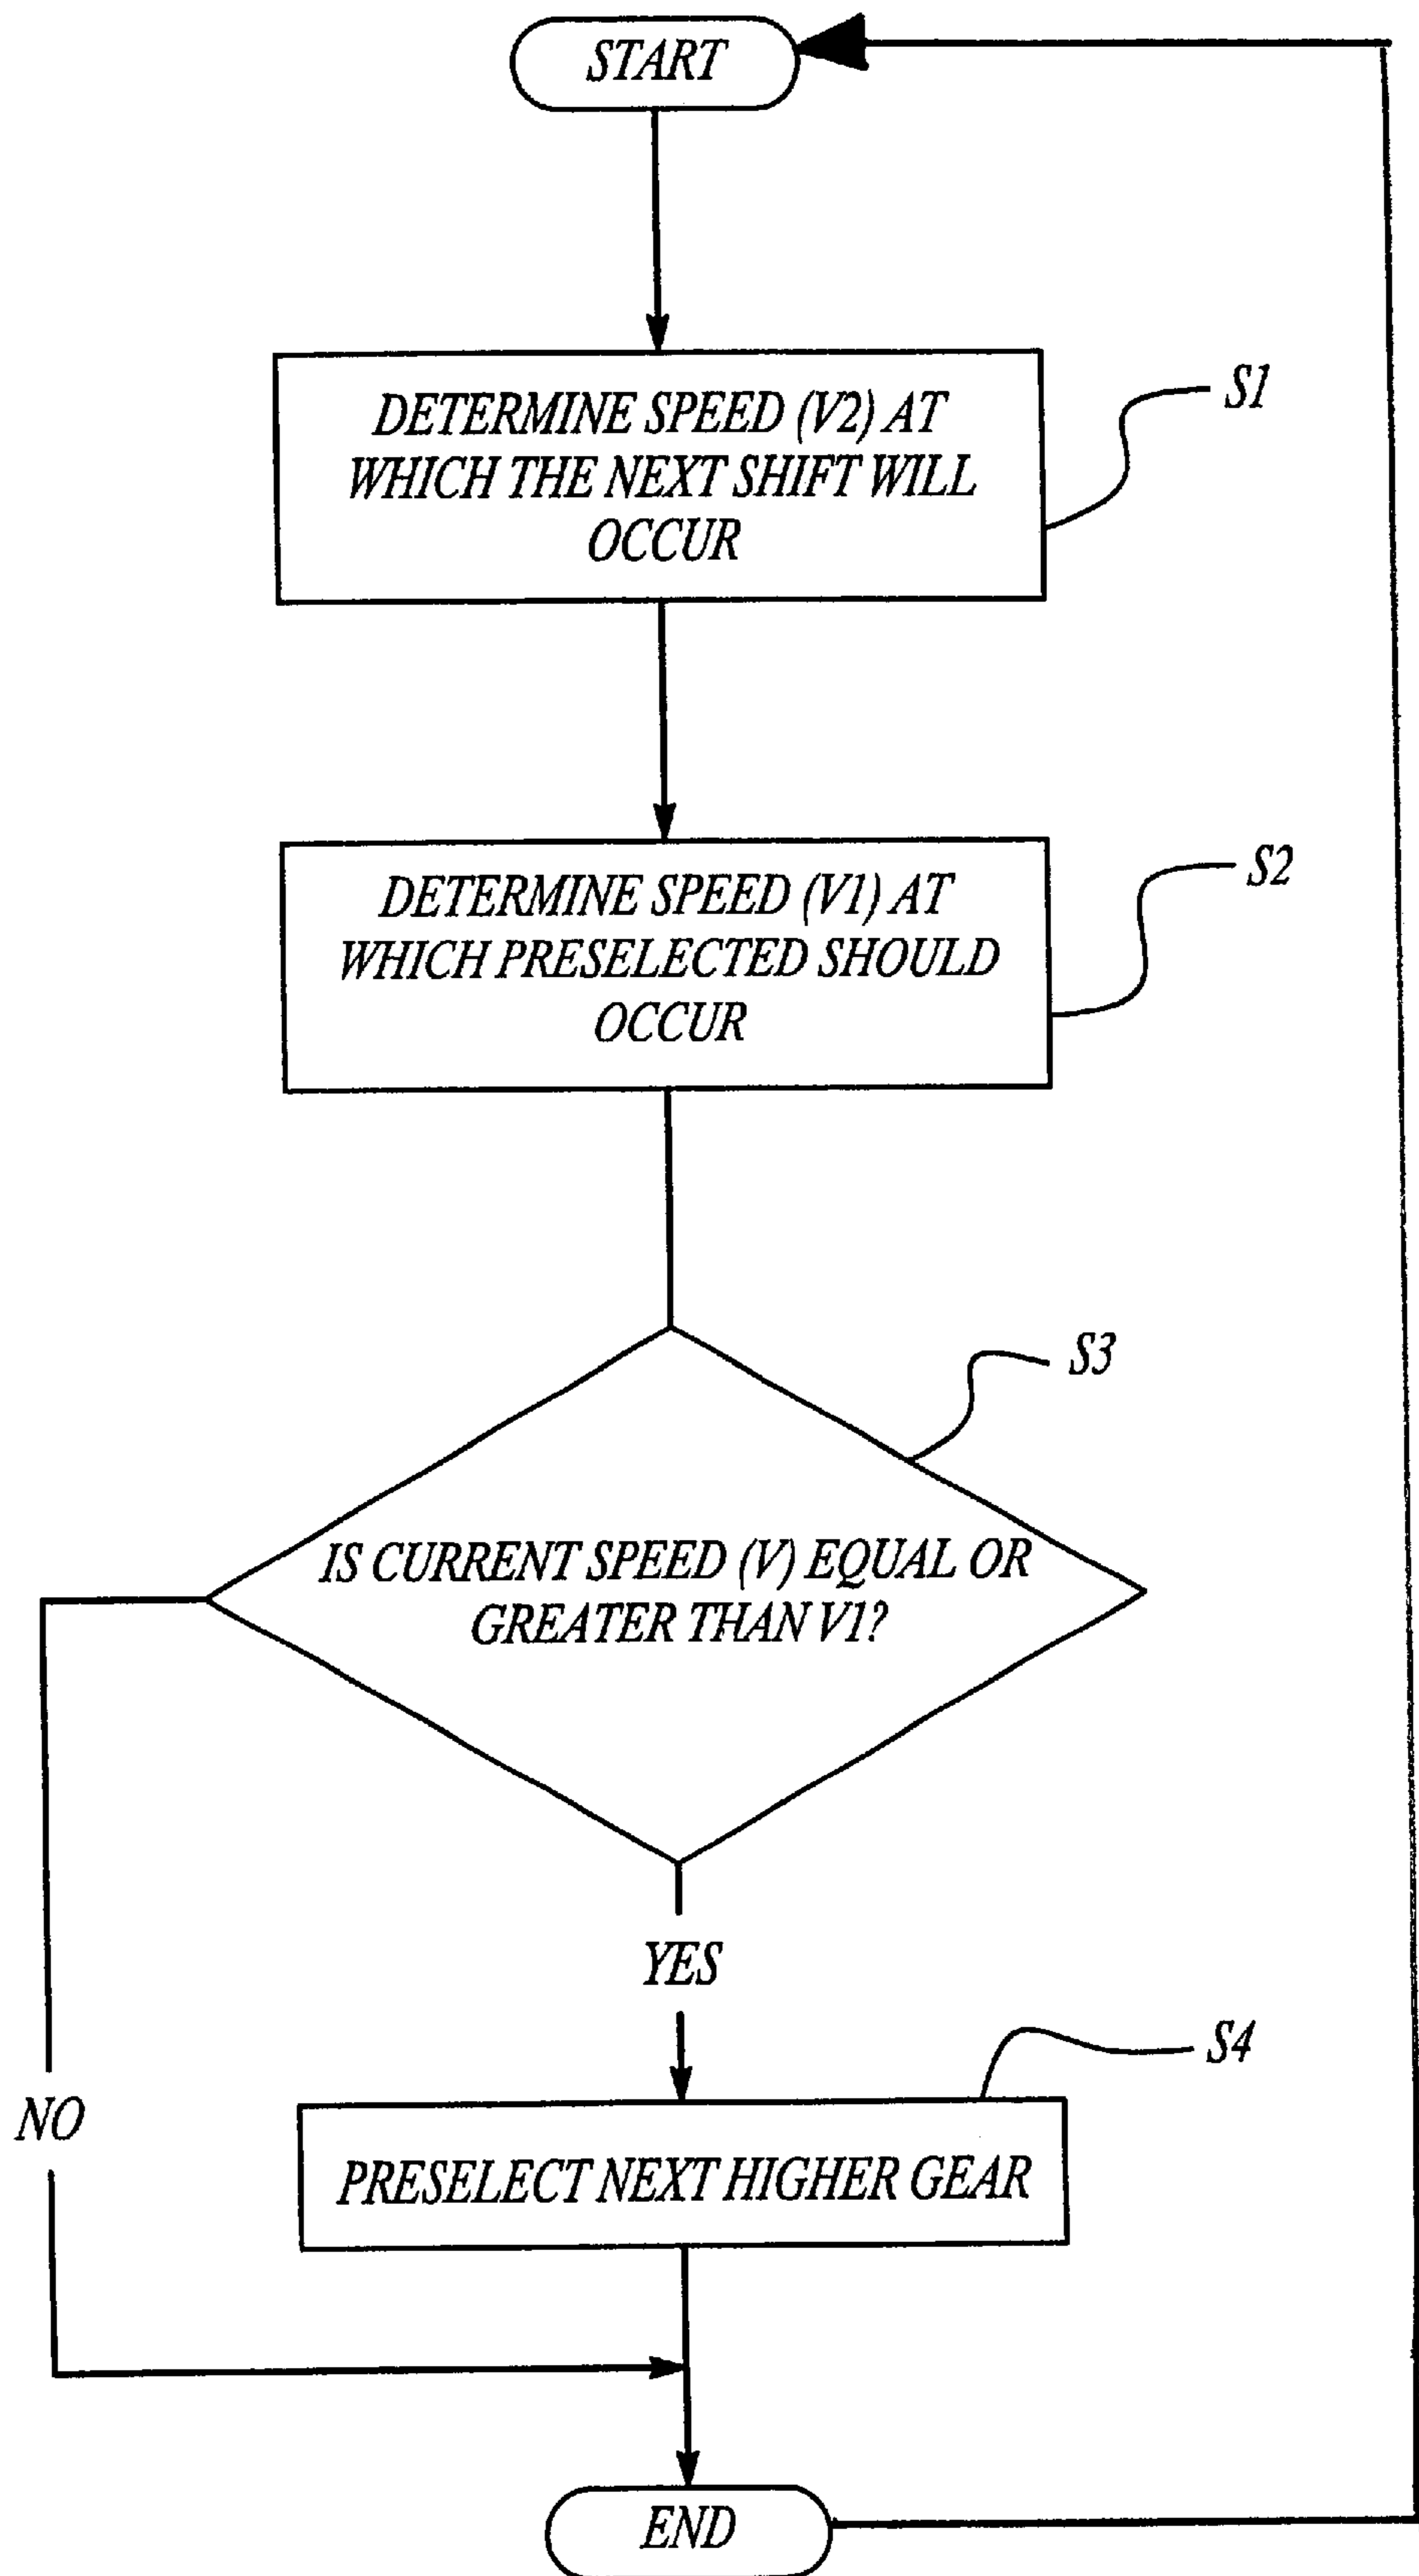 START
DETERMINE SPEED (V2) AT
WHICH THE NEXT SHIFT WILL
OCCUR
S1
DETERMINE SPEED (V1) AT
WHICH PRESELECTED SHOULD
OCCUR
S2
S3
IS CURRENT SPEED (V) EQUAL OR
GREATER THAN V1?
YES
S4
NO
PRESELECT NEXT HIGHER GEAR
END